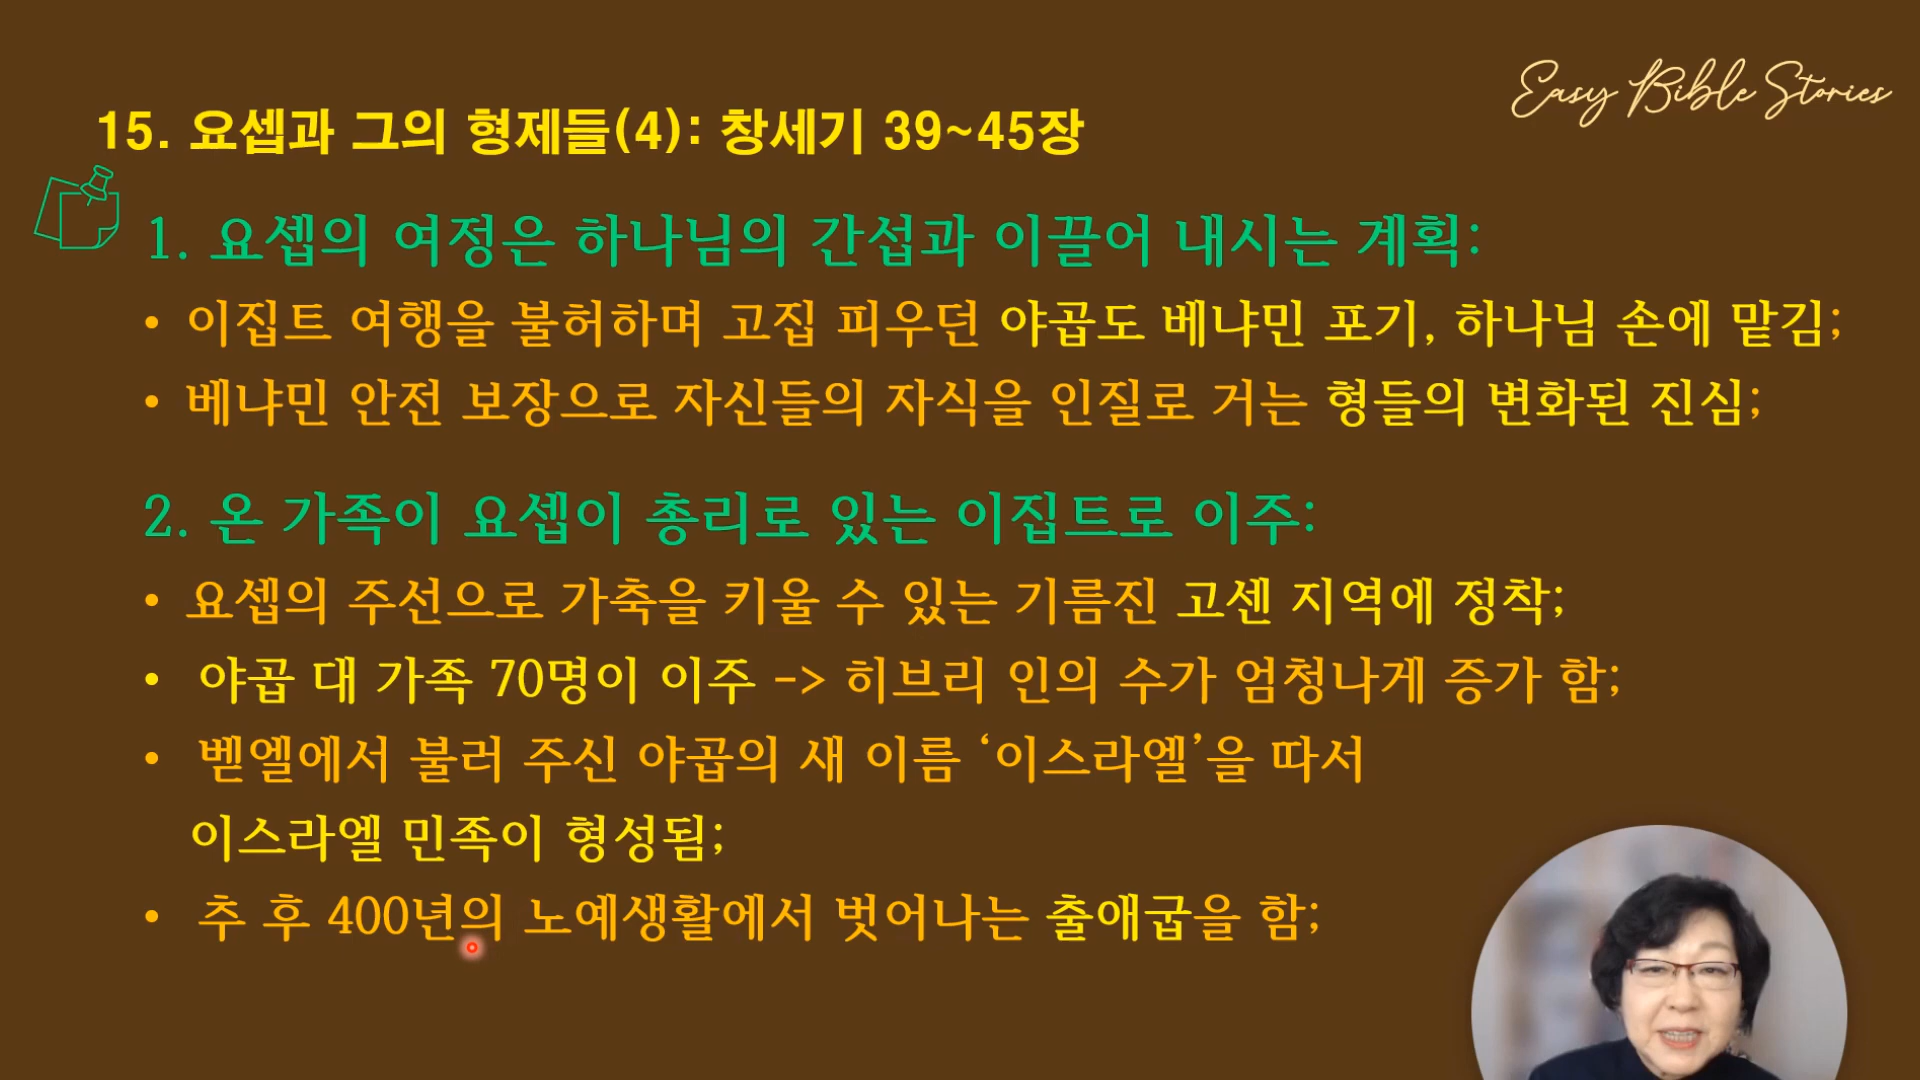 Easy Bible Stories
15. 요셉과 그의 형제들(4): 창세기 39~45장
1. 요셉의 여정은 하나님의 간섭과 이끌어 내시는 계획:
• 이집트 여행을 불허하며 고집 피우던 야곱도 베냐민 포기, 하나님 손에 맡김;
• 베냐민 안전 보장으로 자신들의 자식을 인질로 거는 형들의 변화된 진심;
2. 온 가족이 요셉이 총리로 있는 이집트로 이주:
• 요셉의 주선으로 가축을 키울 수 있는 기름진 고센 지역에 정착;
• 야곱 대 가족 70명이 이주 -> 히브리 인의 수가 엄청나게 증가 함;
• 벧엘에서 불러 주신 야곱의 새 이름 ‘이스라엘’을 따서
이스라엘 민족이 형성됨;
• 추 후 400년의 노예생활에서 벗어나는 출애굽을 함;